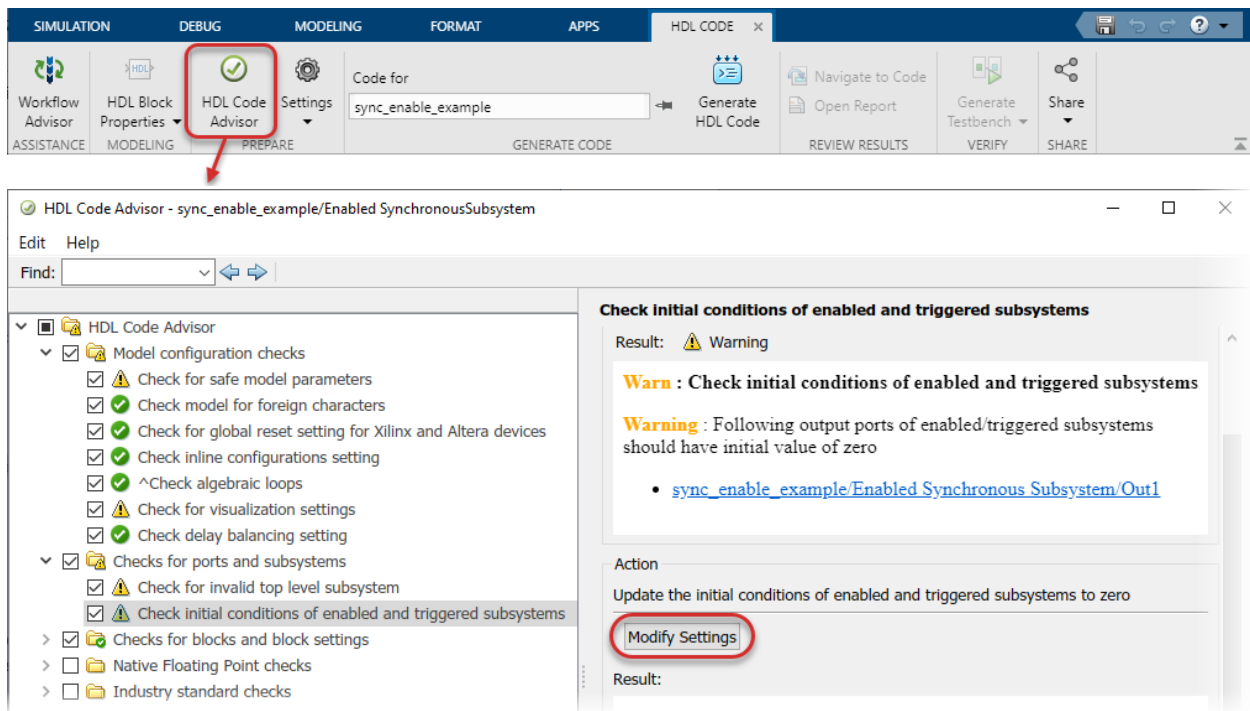 SIMULATION DEBUG MODELING FORMAT APPS HDL CODE
Workflow Advisor
HDL
HDL Block Properties
HDL Code Advisor
Settings
Code for
sync_enable_example
Generate HDL Code
Navigate to Code
Open Report
Generate Testbench
Share
ASSISTANCE MODELING PREPARE GENERATE CODE REVIEW RESULTS VERIFY SHARE
HDL Code Advisor - sync_enable_example/Enabled SynchronousSubsystem
Edit Help
Find:
HDL Code Advisor
Model configuration checks
Check for safe model parameters
Check model for foreign characters
Check for global reset setting for Xilinx and Altera devices
Check inline configurations setting
^Check algebraic loops
Check for visualization settings
Check delay balancing setting
Checks for ports and subsystems
Check for invalid top level subsystem
Check initial conditions of enabled and triggered subsystems
Checks for blocks and block settings
Native Floating Point checks
Industry standard checks
Check initial conditions of enabled and triggered subsystems
Result: Warning
Warn : Check initial conditions of enabled and triggered subsystems
Warning : Following output ports of enabled/triggered subsystems
should have initial value of zero
• sync_enable_example/Enabled Synchronous Subsystem/Out1
Action
Update the initial conditions of enabled and triggered subsystems to zero
Modify Settings
Result: